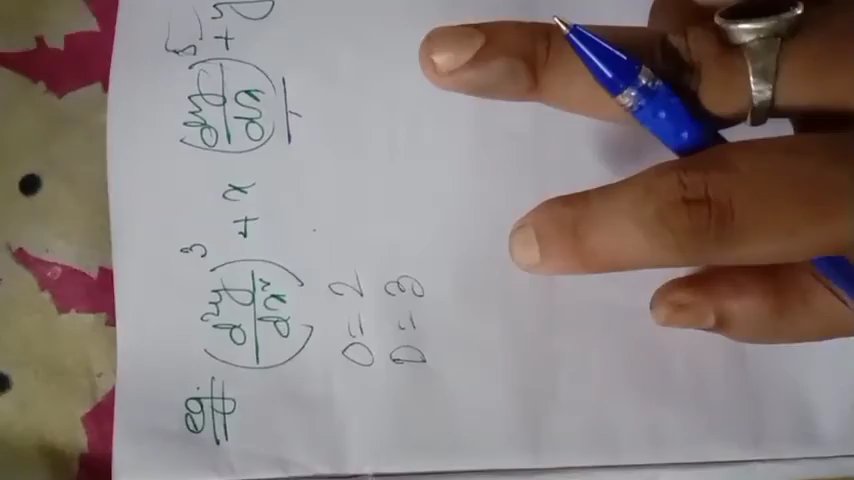 eg. (d²y/dx²)³ + x (dy/dx)⁵ + y
O = 2
D = 3